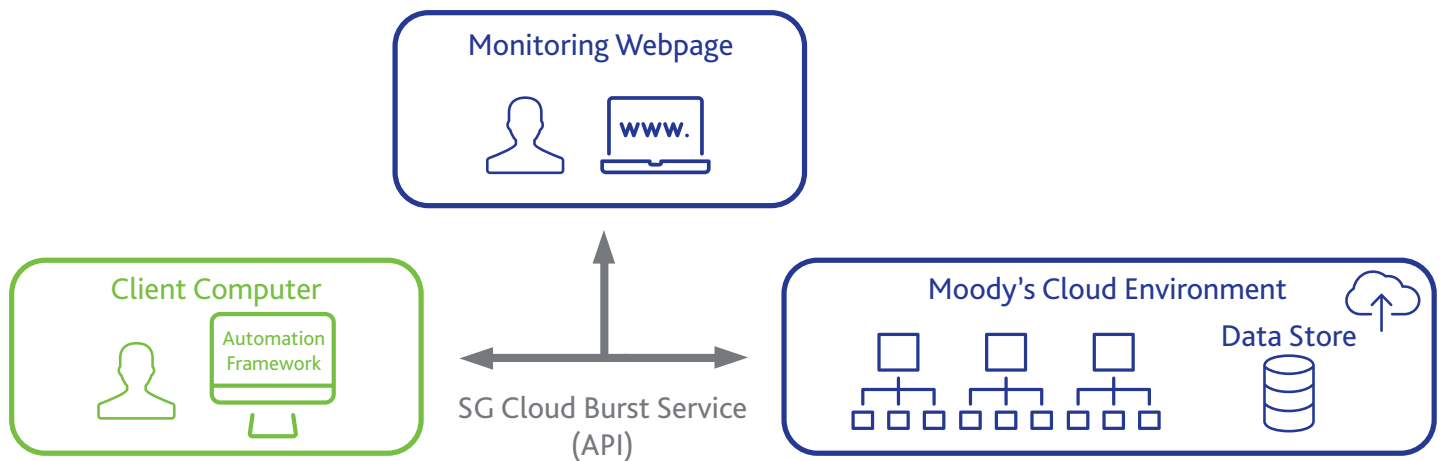 Monitoring Webpage
www.
Client Computer
Automation
Framework
SG Cloud Burst Service
(API)
Moody's Cloud Environment
Data Store